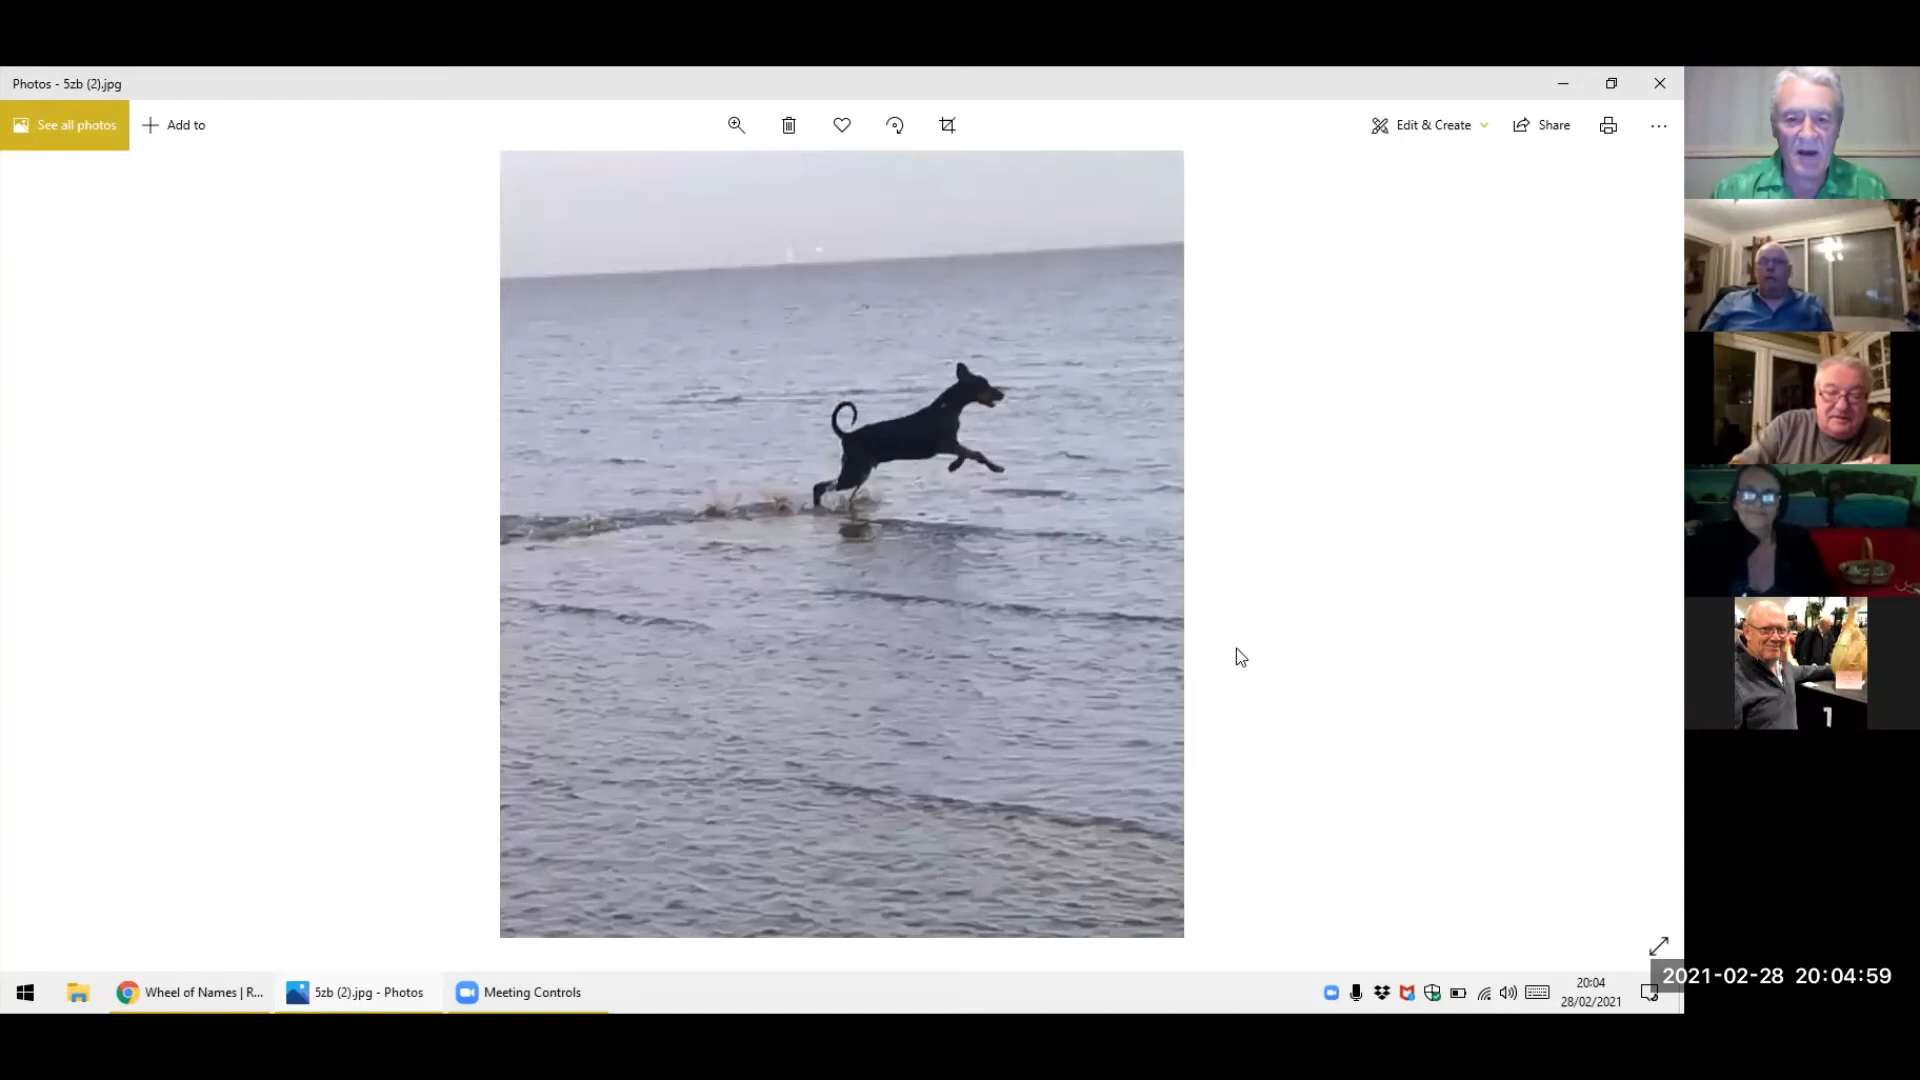 Photos - 5zb (2).jpg
See all photos
Add to
Edit & Create
Share
1
Wheel of Names | R...
5zb (2).jpg - Photos
Meeting Controls
20:04
28/02/2021
2021-02-28 20:04:59